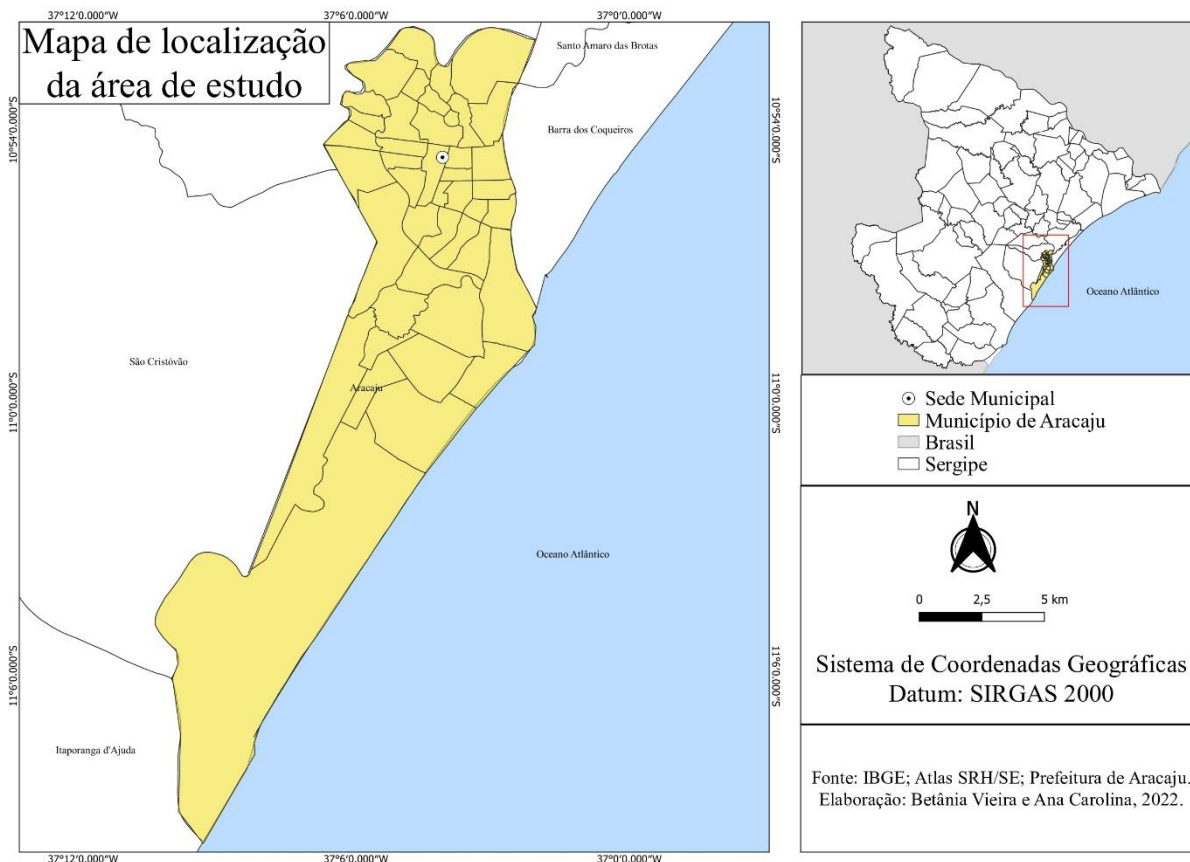 37°12'0.000"W
37°6'0.000"W
37°0'0.000"W
Mapa de localização
da área de estudo
Santo Amaro das Brotas
Barra dos Coqueiros
10°54'0.000"S
10°54'0.000"S
São Cristóvão
Aracaju
11°0'0.000"S
11°0'0.000"S
Oceano Atlântico
11°6'0.000"S
11°6'0.000"S
Itaporanga d'Ajuda
37°12'0.000"W
37°6'0.000"W
37°0'0.000"W
Oceano Atlântico
Sede Municipal
Município de Aracaju
Brasil
Sergipe
N
0 2,5 5 km
Sistema de Coordenadas Geográficas
Datum: SIRGAS 2000
Fonte: IBGE; Atlas SRH/SE; Prefeitura de Aracaju.
Elaboração: Betânia Vieira e Ana Carolina, 2022.